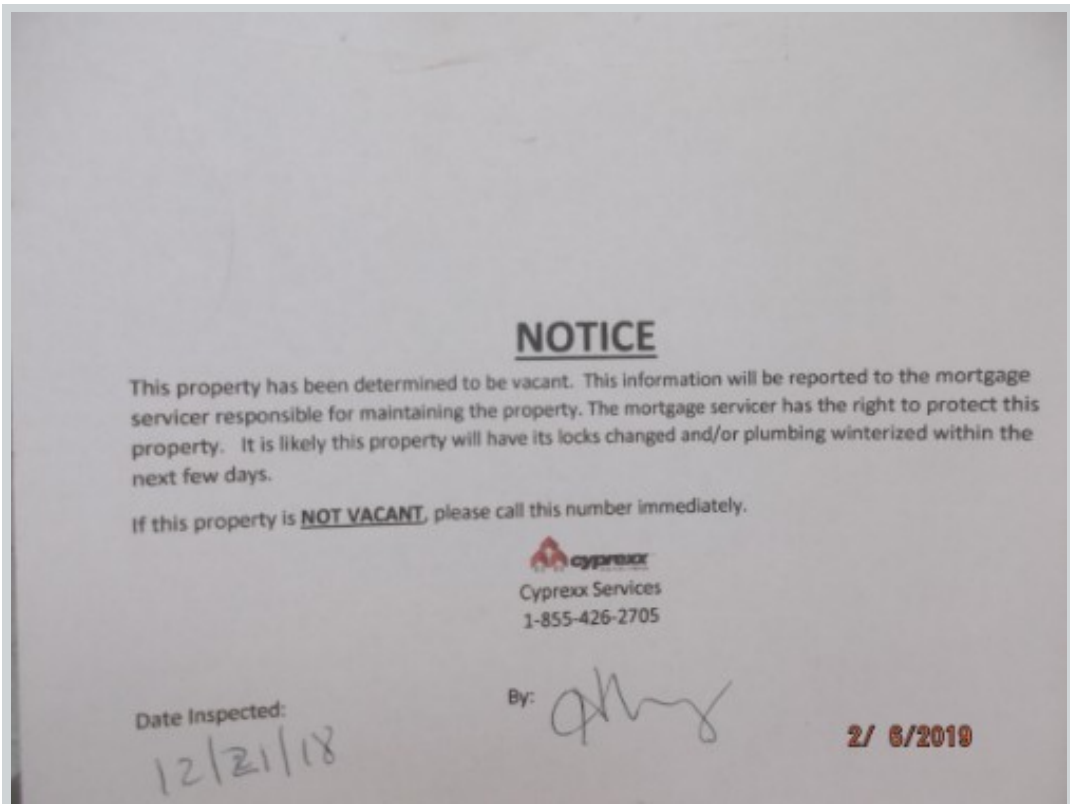 NOTICE
This property has been determined to be vacant. This information will be reported to the mortgage
servicer responsible for maintaining the property. The mortgage servicer has the right to protect this
property. It is likely this property will have its locks changed and/or plumbing winterized within the
next few days.
If this property is NOT VACANT, please call this number immediately.
cyprexx
Cyprexx Services
1-855-426-2705
Date Inspected:
By:
12/21/18
2/ 6/2019